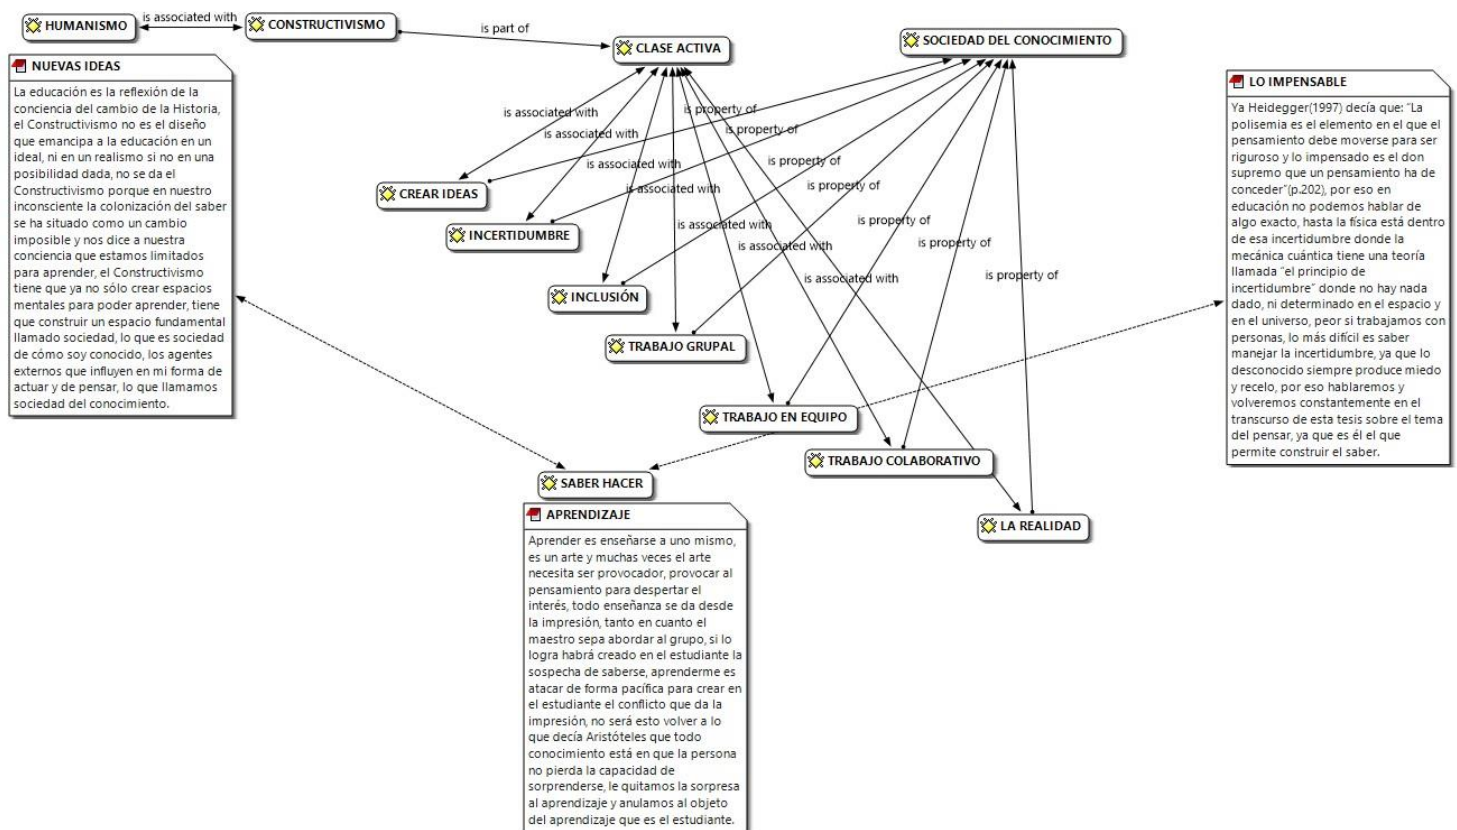 HUMANISMO
is associated with
CONSTRUCTIVISMO
is part of
CLASE ACTIVA
SOCIEDAD DEL CONOCIMIENTO
NUEVAS IDEAS
La educación es la reflexión de la
conciencia del cambio de la Historia,
el Constructivismo no es el diseño
que emancipa a la educación en un
ideal, ni en un realismo si no en una
posibilidad dada, no se da el
Constructivismo porque en nuestro
inconsciente la colonización del saber
se ha situado como un cambio
imposible y nos dice a nuestra
conciencia que estamos limitados
para aprender, el Constructivismo
tiene que ya no sólo crear espacios
mentales para poder aprender, tiene
que construir un espacio fundamental
llamado sociedad, lo que es sociedad
de cómo soy conocido, los agentes
externos que influyen en mi forma de
actuar y de pensar, lo que llamamos
sociedad del conocimiento.
is associated with
is property of
is associated with
is property of
is associated with
is property of
is associated with
is property of
is associated with
is property of
is associated with
is property of
is associated with
is property of
CREAR IDEAS
INCERTIDUMBRE
INCLUSIÓN
TRABAJO GRUPAL
TRABAJO EN EQUIPO
TRABAJO COLABORATIVO
LA REALIDAD
LO IMPENSABLE
Ya Heidegger(1997) decía que: “La
polisemia es el elemento en el que el
pensamiento debe moverse para ser
riguroso y lo impensado es el don
supremo que un pensamiento ha de
conceder”(p.202), por eso en
educación no podemos hablar de
algo exacto, hasta la física está dentro
de esa incertidumbre donde la
mecánica cuántica tiene una teoría
llamada “el principio de
incertidumbre” donde no hay nada
dado, ni determinado en el espacio y
en el universo, peor si trabajamos con
personas, lo más difícil es saber
manejar la incertidumbre, ya que lo
desconocido siempre produce miedo
y recelo, por eso hablaremos y
volveremos constantemente en el
transcurso de esta tesis sobre el tema
del pensar, ya que es él el que
permite construir el saber.
SABER HACER
APRENDIZAJE
Aprender es enseñarse a uno mismo,
es un arte y muchas veces el arte
necesita ser provocador, provocar al
pensamiento para despertar el
interés, todo enseñanza se da desde
la impresión, tanto en cuanto el
maestro sepa abordar al grupo, si lo
logra habrá creado en el estudiante la
sospecha de saberse, aprenderme es
atacar de forma pacífica para crear en
el estudiante el conflicto que da la
impresión, no será esto volver a lo
que decía Aristóteles que todo
conocimiento está en que la persona
no pierda la capacidad de
sorprenderse, le quitamos la sorpresa
al aprendizaje y anulamos al objeto
del aprendizaje que es el estudiante.